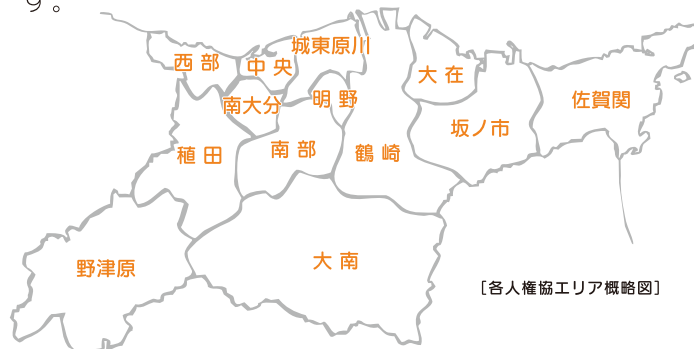 す。
城東原川
西部
中央
大在
南大分
明野
佐賀関
坂ノ市
稙田
南部
鶴崎
野津原
大南
［各人権協エリア概略図］